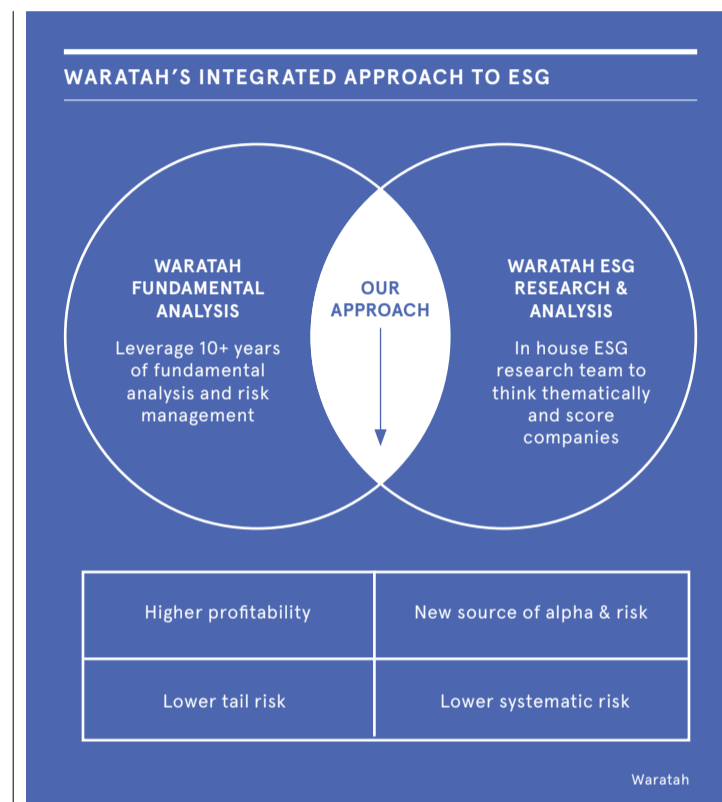 WARATAH'S INTEGRATED APPROACH TO ESG
WARATAH
FUNDAMENTAL
ANALYSIS
Leverage 10+ years
of fundamental
analysis and risk
management
OUR
APPROACH
WARATAH ESG
RESEARCH &
ANALYSIS
In house ESG
research team to
think thematically
and score
companies
Higher profitability
New source of alpha & risk
Lower tail risk
Lower systematic risk
Waratah